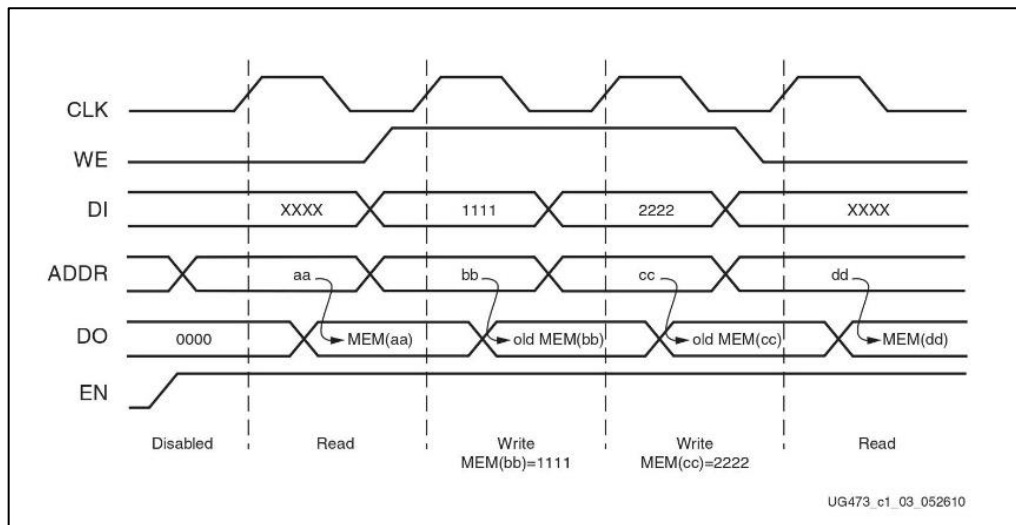 CLK
WE
DI XXXX 1111 2222 XXXX
ADDR aa bb cc dd
DO 0000 MEM(aa) old MEM(bb) old MEM(cc) MEM(dd)
EN
Disabled Read Write Write Read
MEM(bb)=1111 MEM(cc)=2222
UG473_c1_03_052610